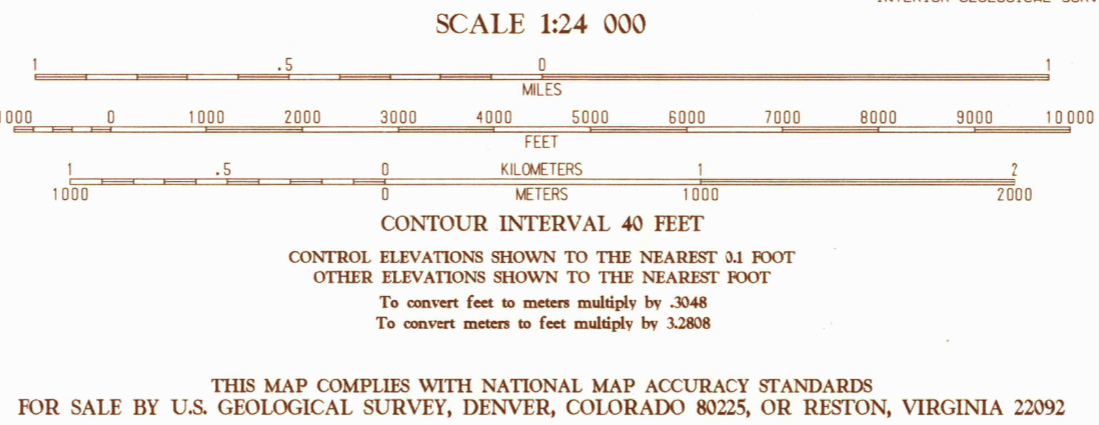 SCALE 1:24 000
1 .5 0 1
MILES
000 0 1000 2000 3000 4000 5000 6000 7000 8000 9000 10 000
FEET
1 .5 0 KILOMETERS 1 2
1000 0 METERS 1000 2000
CONTOUR INTERVAL 40 FEET
CONTROL ELEVATIONS SHOWN TO THE NEAREST 0.1 FOOT
OTHER ELEVATIONS SHOWN TO THE NEAREST FOOT
To convert feet to meters multiply by .3048
To convert meters to feet multiply by 3.2808
THIS MAP COMPLIES WITH NATIONAL MAP ACCURACY STANDARDS
FOR SALE BY U.S. GEOLOGICAL SURVEY, DENVER, COLORADO 80225, OR RESTON, VIRGINIA 22092